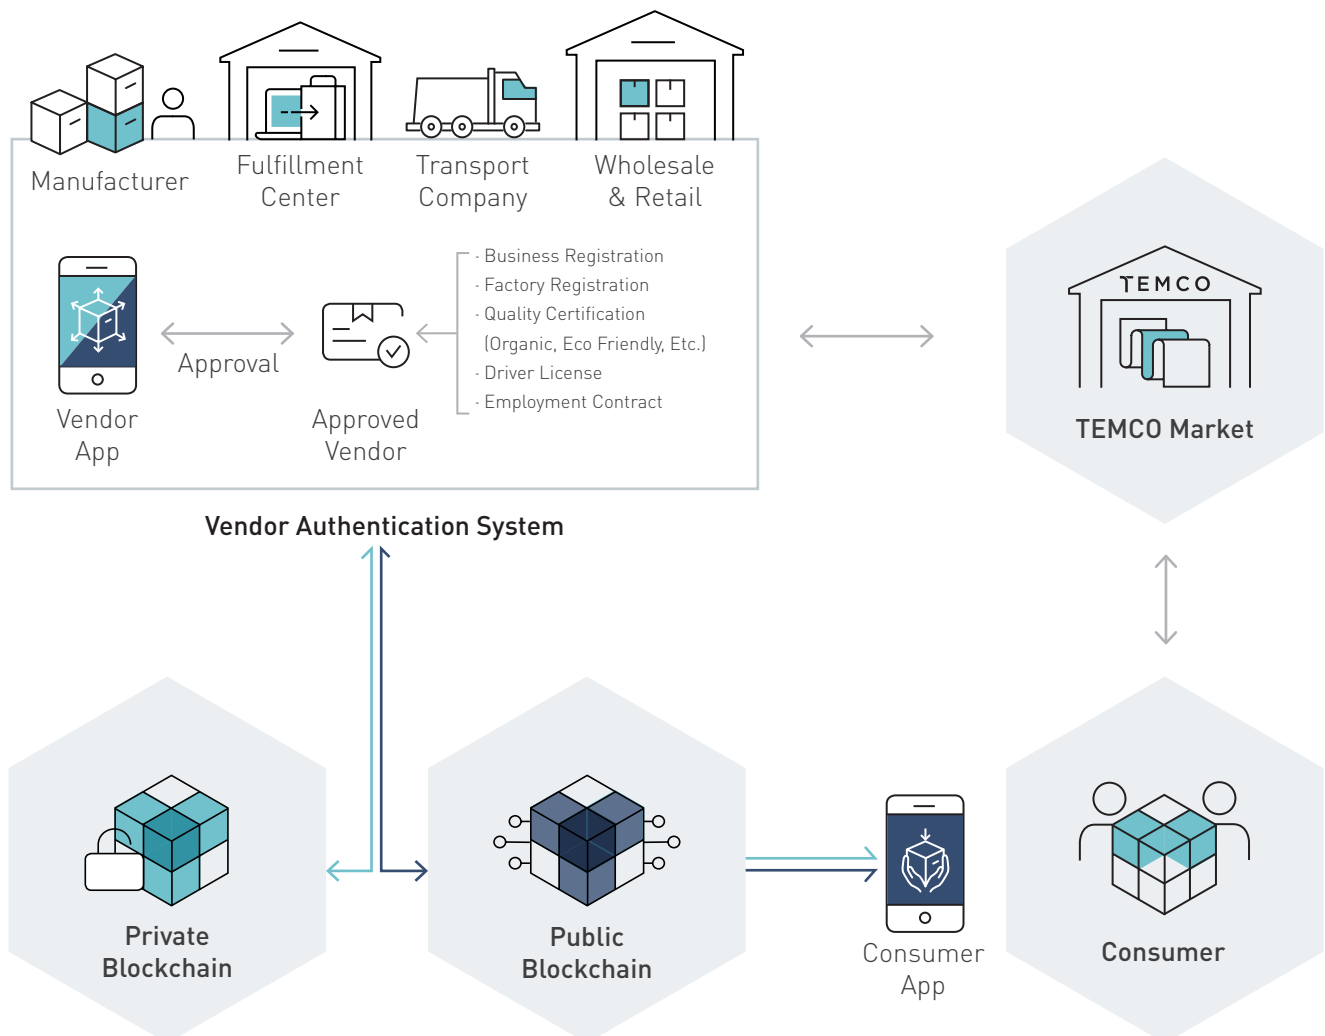 Manufacturer
Fulfillment
Center
Transport
Company
Wholesale
& Retail
· Business Registration
· Factory Registration
· Quality Certification
(Organic, Eco Friendly, Etc.)
· Driver License
· Employment Contract
Approval
Vendor
App
Approved
Vendor
Vendor Authentication System
TEMCO
TEMCO Market
Private
Blockchain
Public
Blockchain
Consumer
App
Consumer